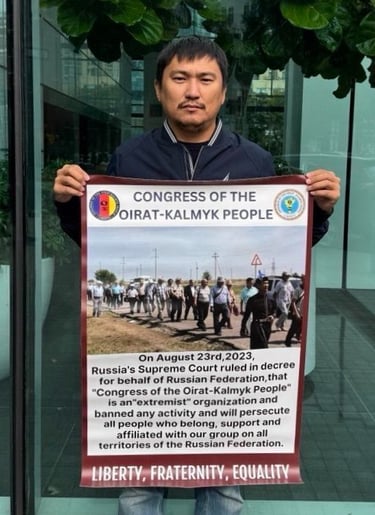 CONGRESS OF THE
OIRAT-KALMYK PEOPLE
On August 23rd,2023,
Russia's Supreme Court ruled in decree
for behalf of Russian Federation,that
"Congress of the Oirat-Kalmyk People"
is an"extremist" organization and
banned any activity and will persecute
all people who belong, support and
affiliated with our group on all
territories of the Russian Federation.
LIBERTY, FRATERNITY, EQUALITY